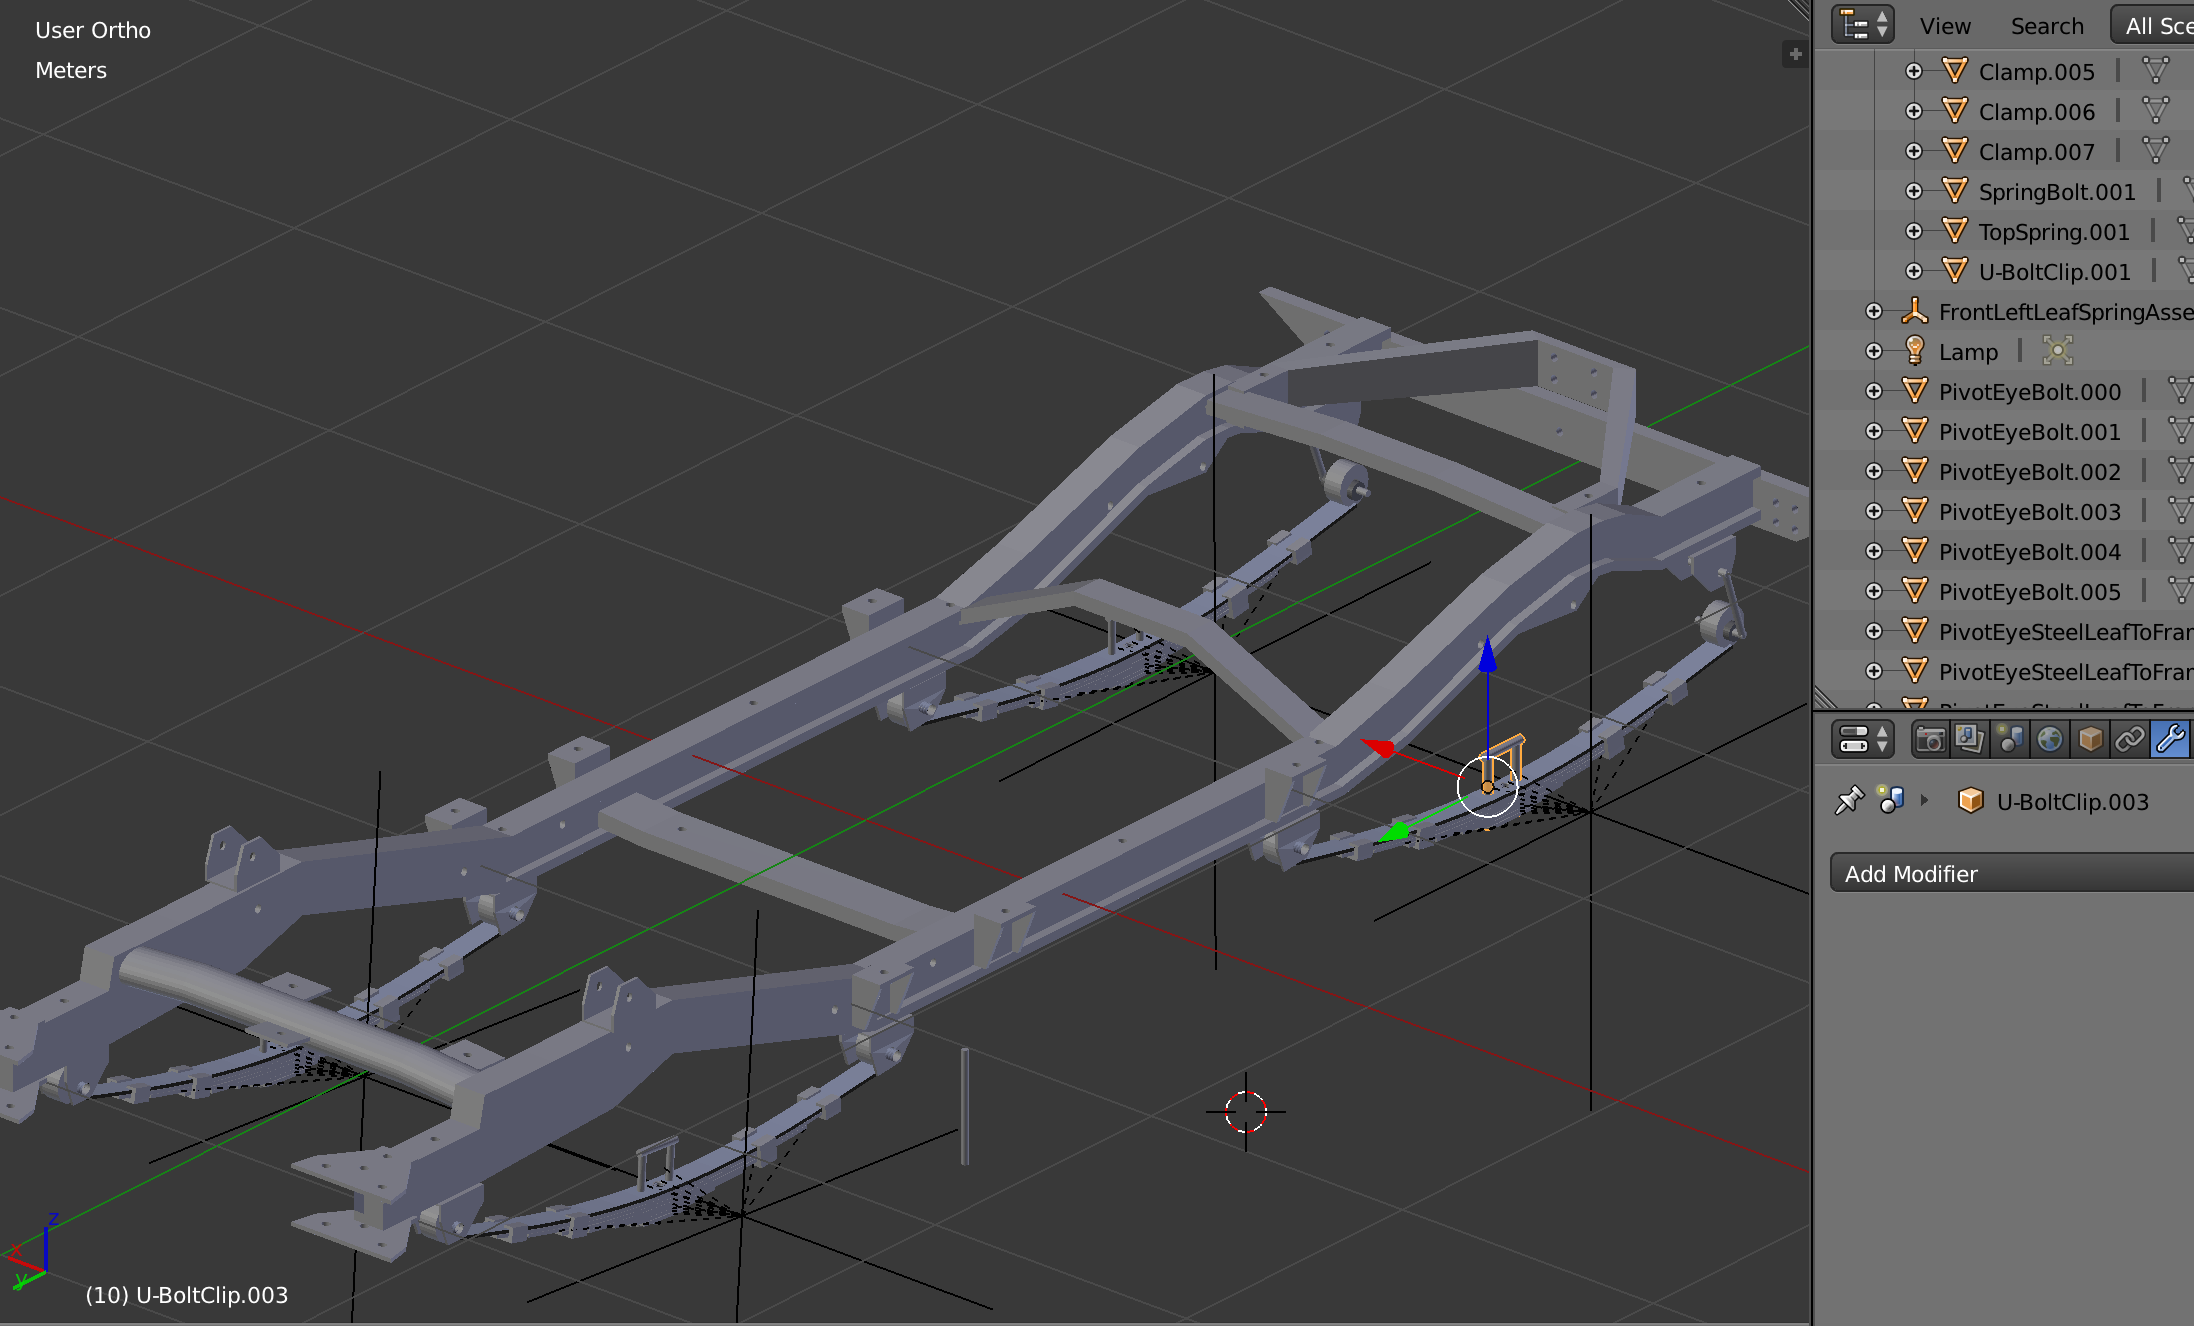 User Ortho
Meters
View Search All Sce
Clamp.005
Clamp.006
Clamp.007
SpringBolt.001
TopSpring.001
U-BoltClip.001
FrontLeftLeafSpringAsse
Lamp
PivotEyeBolt.000
PivotEyeBolt.001
PivotEyeBolt.002
PivotEyeBolt.003
PivotEyeBolt.004
PivotEyeBolt.005
PivotEyeSteelLeafToFra
PivotEyeSteelLeafToFra
U-BoltClip.003
Add Modifier
z
x
y
(10) U-BoltClip.003